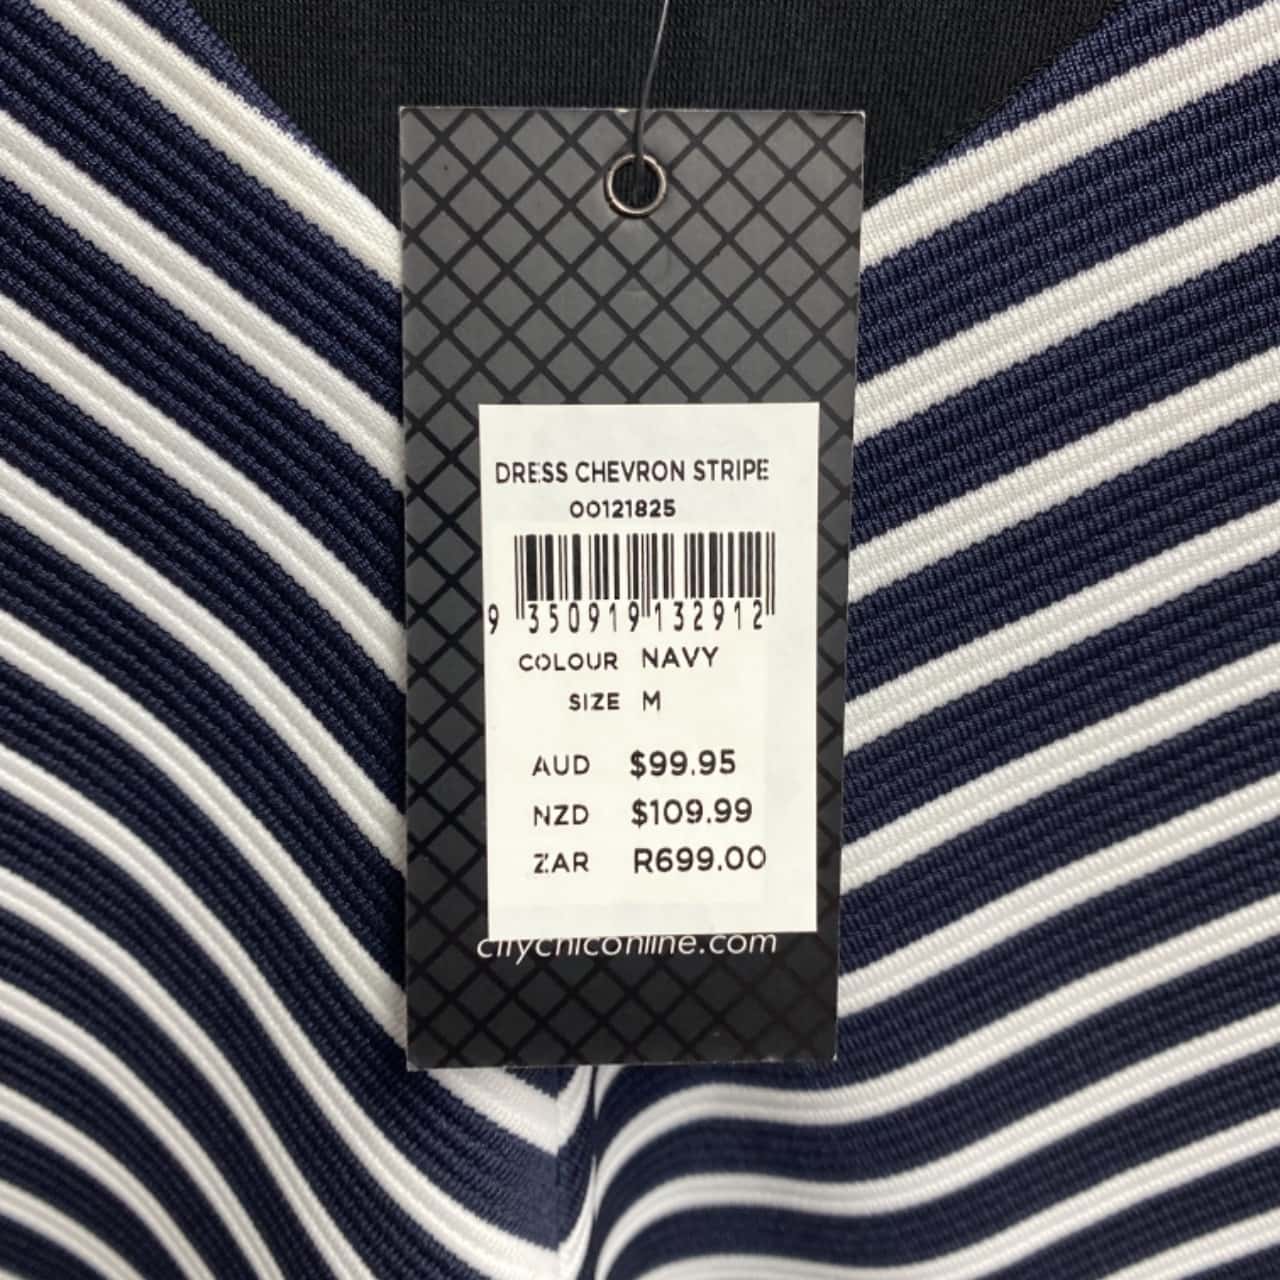 DRESS CHEVRON STRIPE
00121825
9 350919 132912
COLOUR NAVY
SIZE M
AUD $99.95
NZD $109.99
ZAR R699.00
citychiconline.com